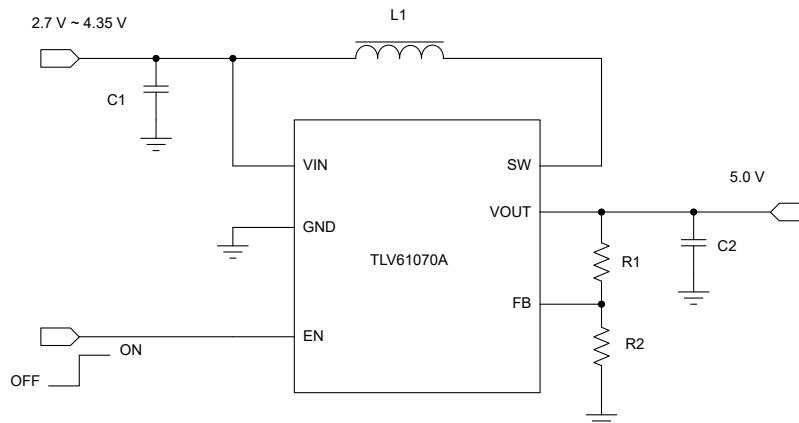 L1
2.7 V ~ 4.35 V
C1
VIN
SW
5.0 V
GND
VOUT
TLV61070A
R1
C2
FB
EN
R2
ON
OFF